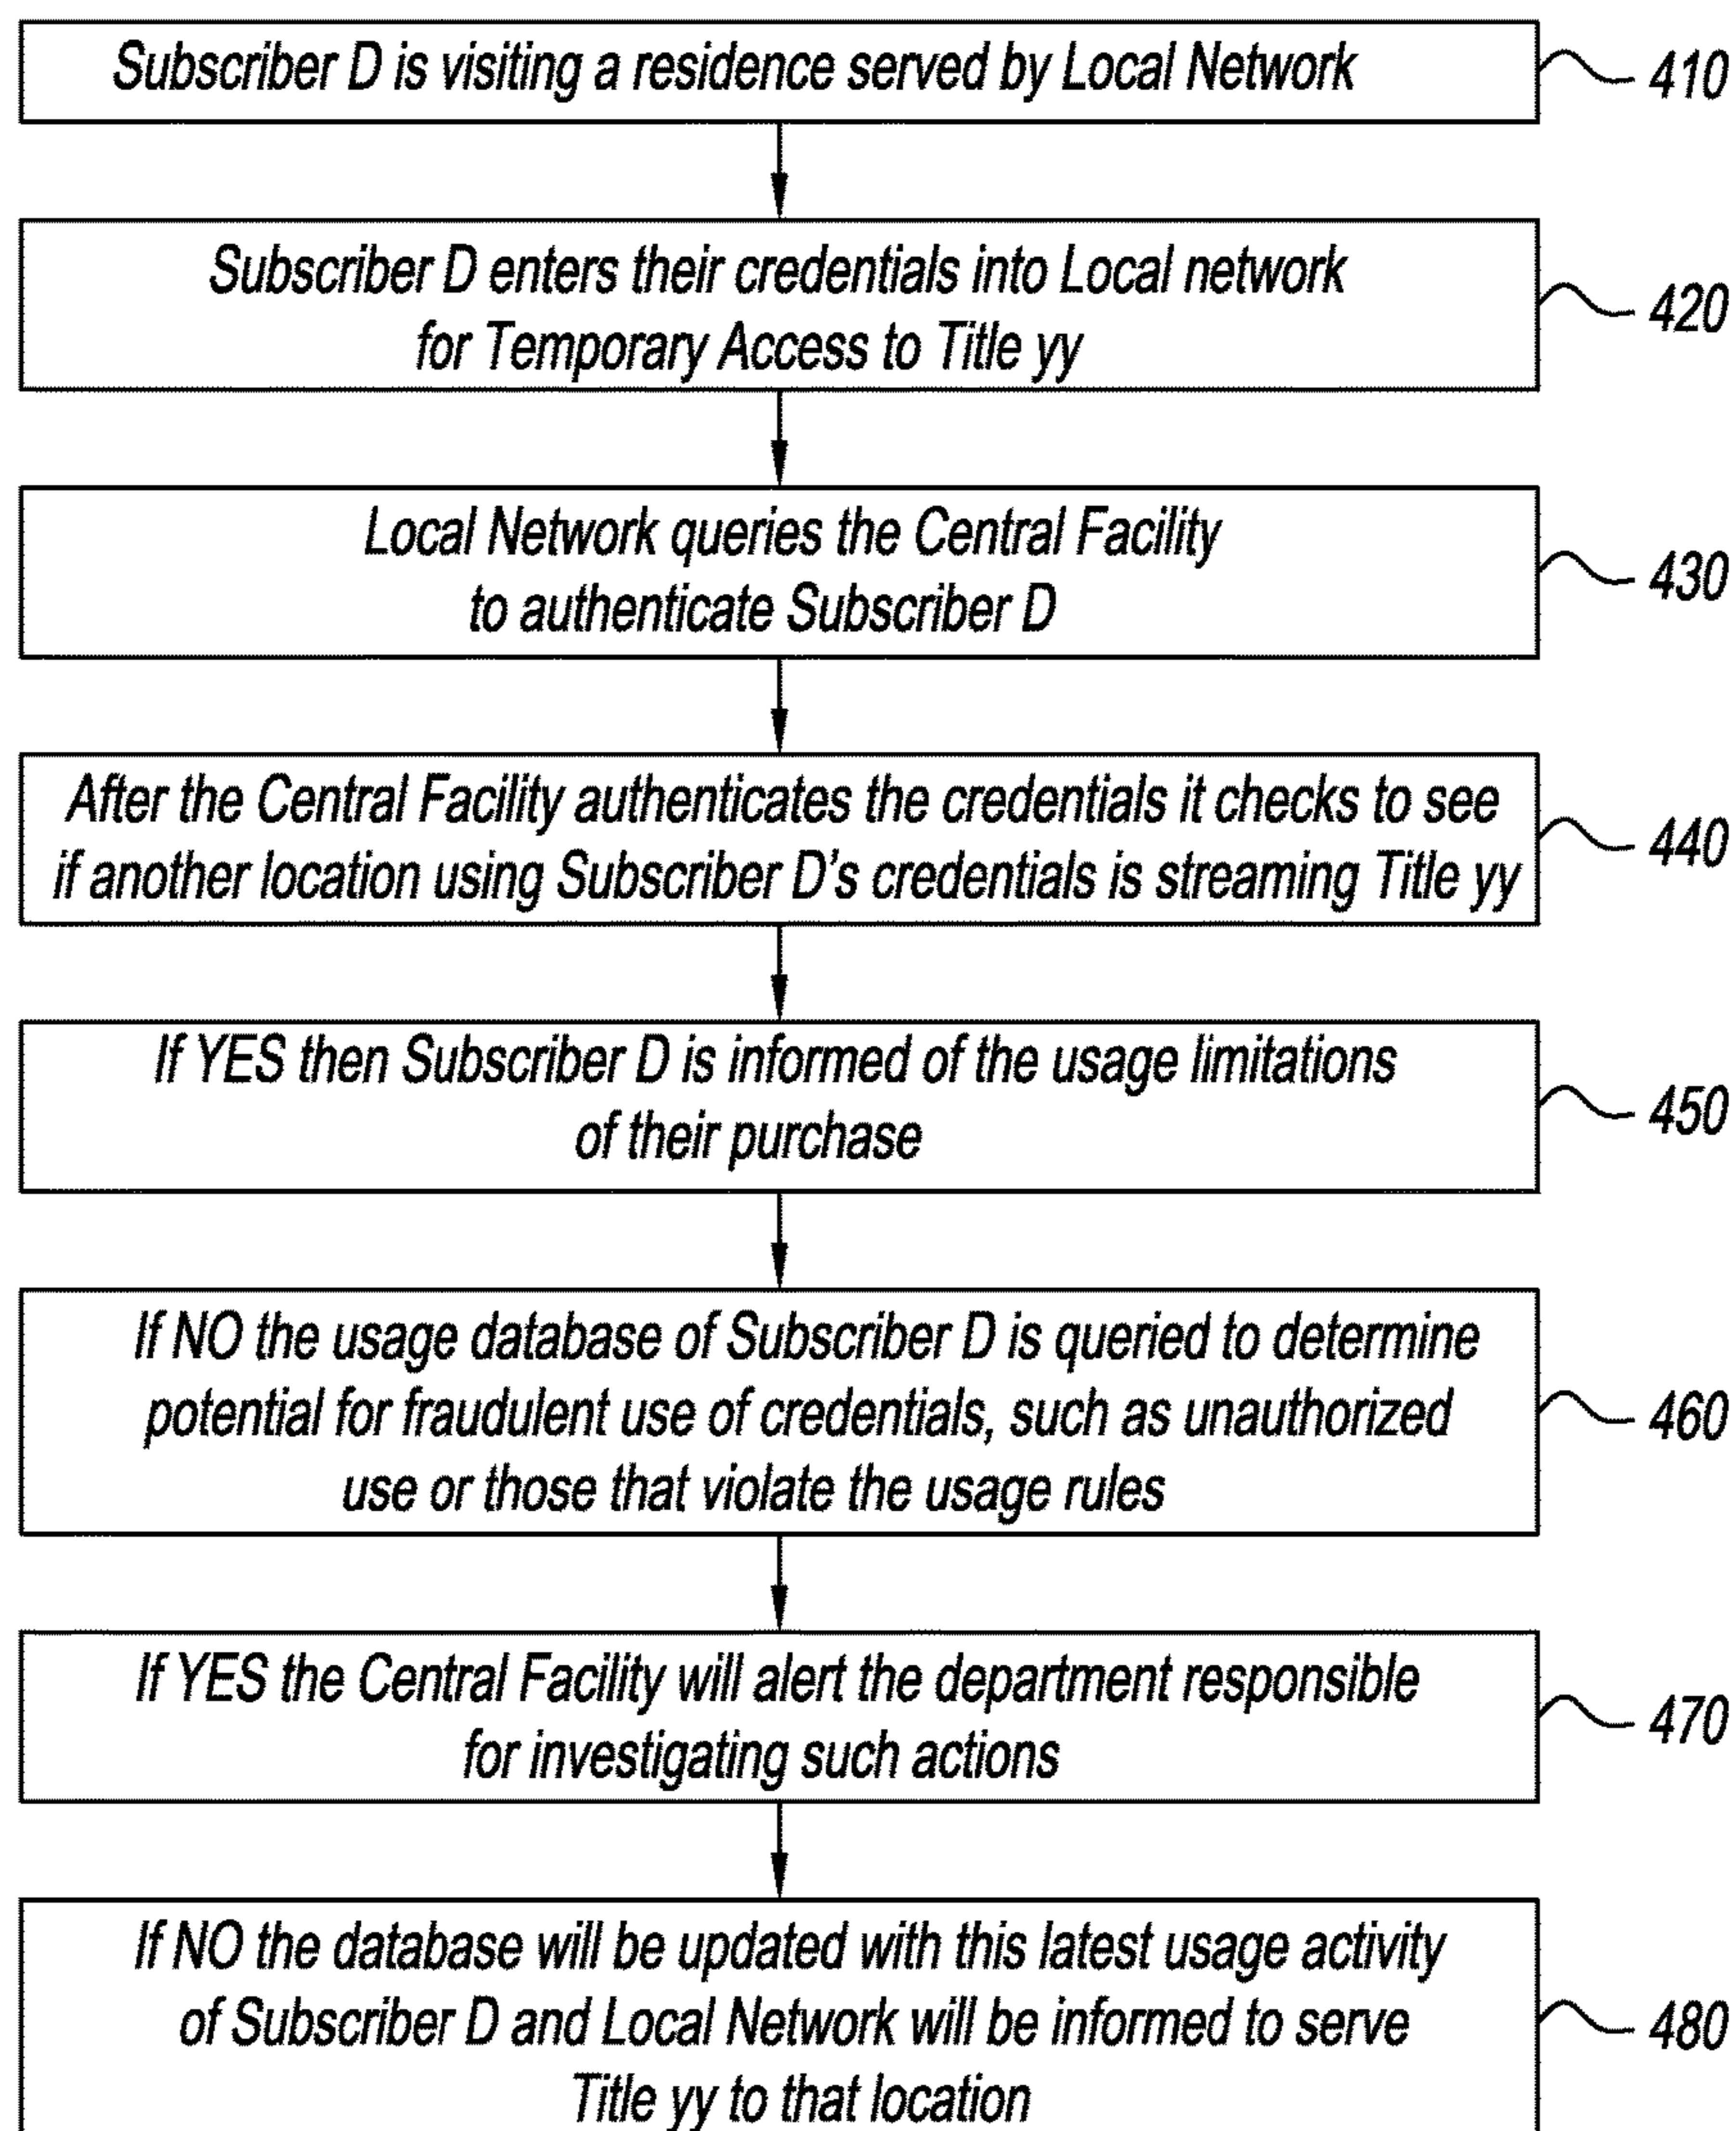 Subscriber D is visiting a residence served by Local Network
410
Subscriber D enters their credentials into Local network
for Temporary Access to Title yy
420
Local Network queries the Central Facility
to authenticate Subscriber D
430
After the Central Facility authenticates the credentials it checks to see
if another location using Subscriber D's credentials is streaming Title yy
440
If YES then Subscriber D is informed of the usage limitations
of their purchase
450
If NO the usage database of Subscriber D is queried to determine
potential for fraudulent use of credentials, such as unauthorized
use or those that violate the usage rules
460
If YES the Central Facility will alert the department responsible
for investigating such actions
470
If NO the database will be updated with this latest usage activity
of Subscriber D and Local Network will be informed to serve
Title yy to that location
480